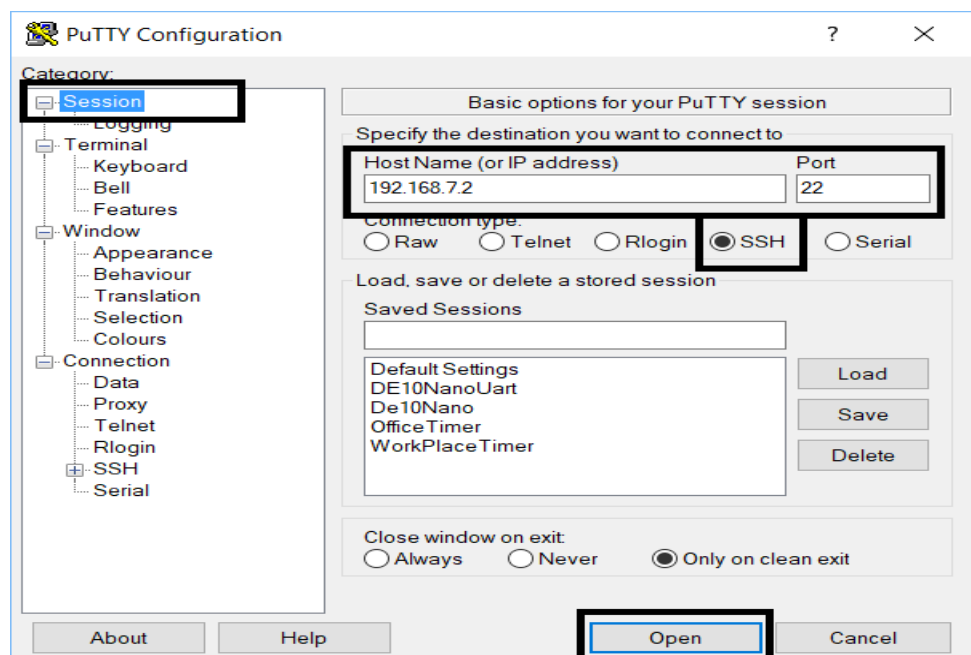 PuTTY Configuration
?
Category:
Session
Logging
Terminal
Keyboard
Bell
Features
Window
Appearance
Behaviour
Translation
Selection
Colours
Connection
Data
Proxy
Telnet
Rlogin
SSH
Serial
Basic options for your PuTTY session
Specify the destination you want to connect to
Host Name (or IP address) Port
192.168.7.2 22
Connection type:
Raw Telnet Rlogin SSH Serial
Load, save or delete a stored session
Saved Sessions
Default Settings
DE10NanoUart
De10Nano
OfficeTimer
WorkPlaceTimer
Load
Save
Delete
Close window on exit:
Always Never Only on clean exit
About Help Open Cancel